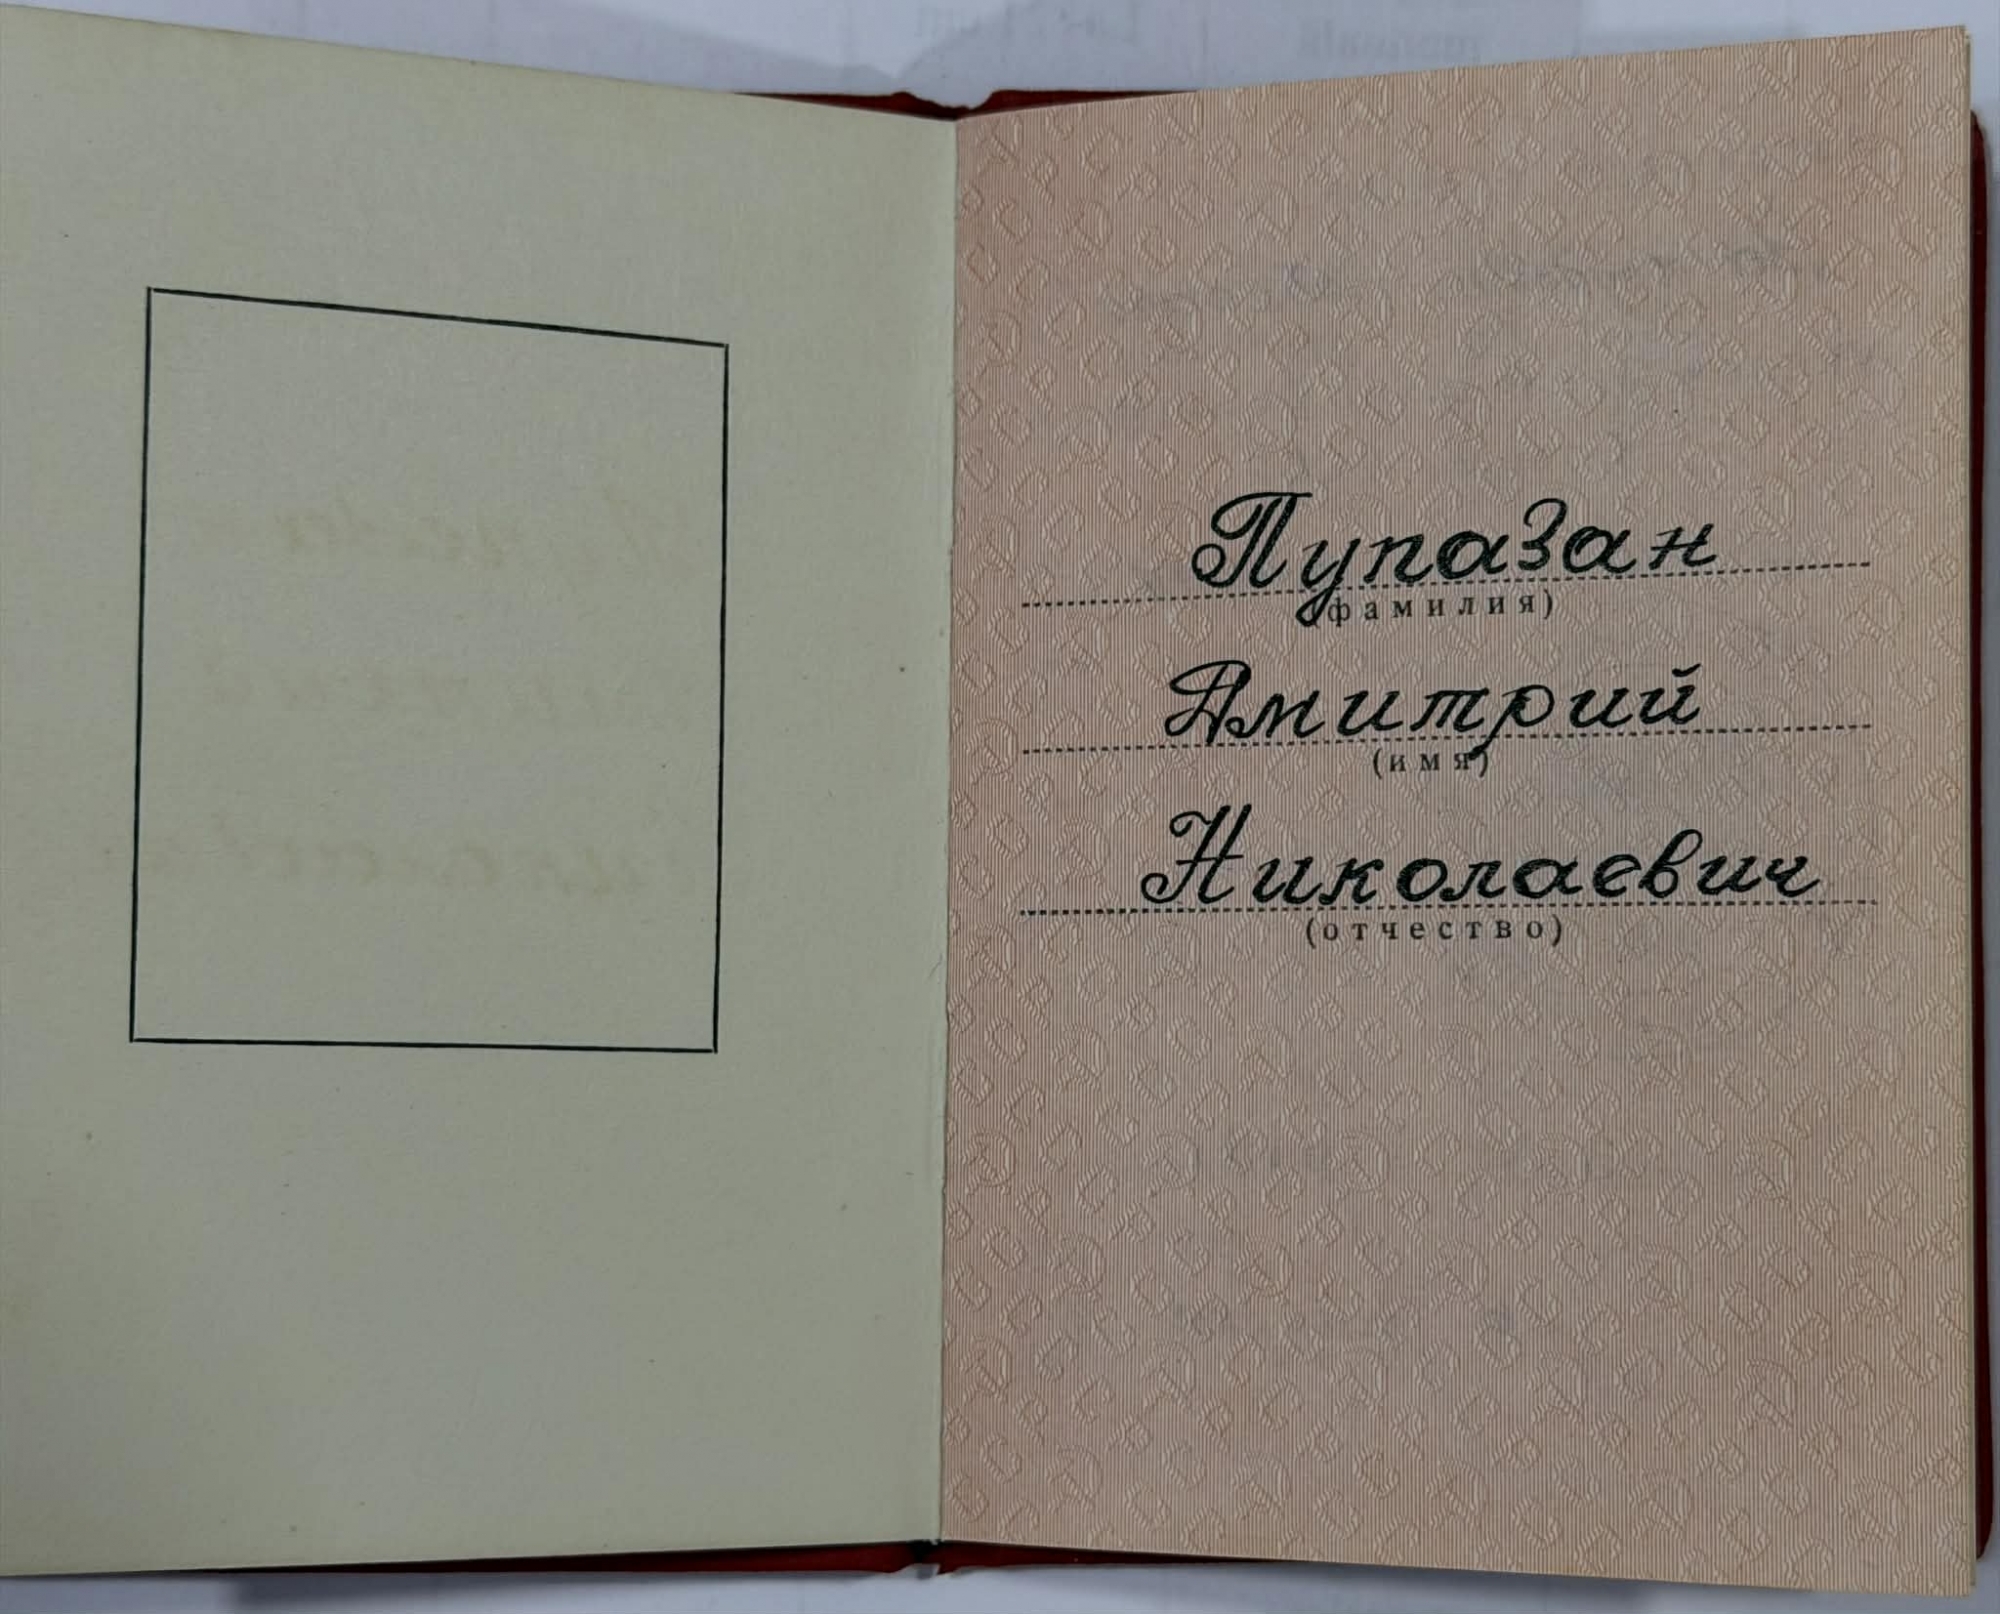 Пупазан
(фамилия)
Дмитрий
(имя)
Николаевич
(отчество)